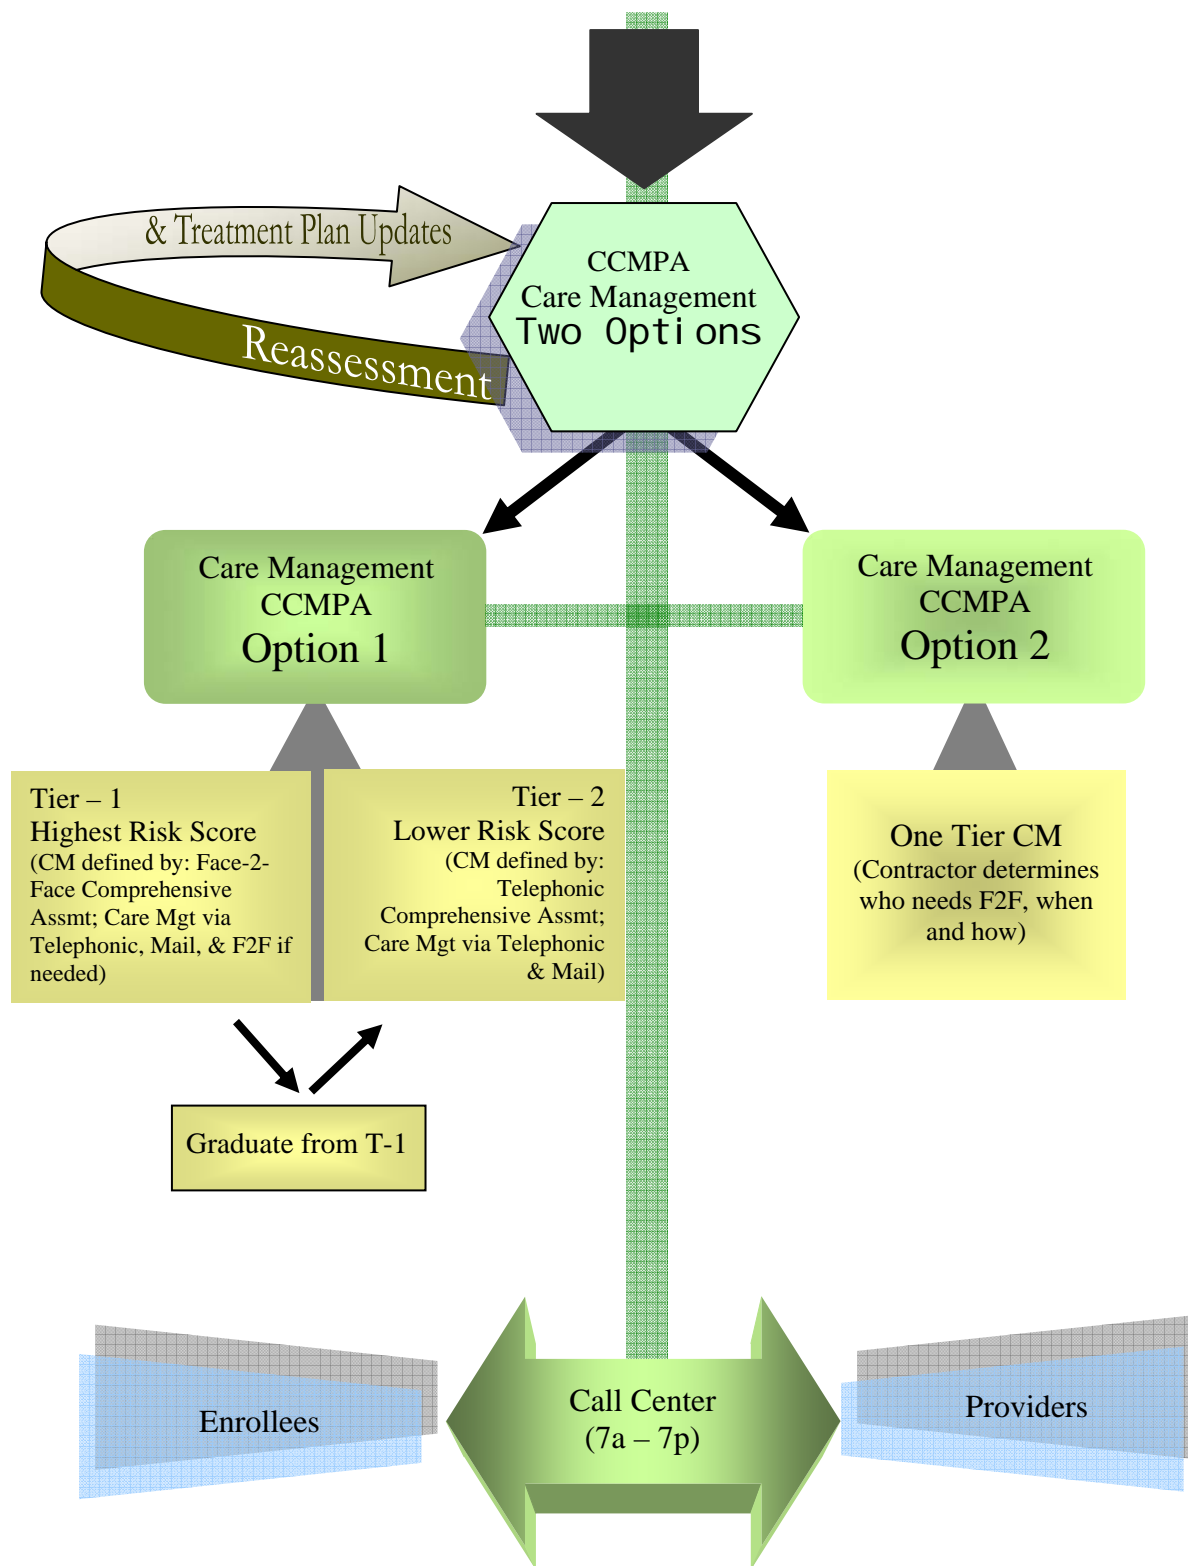 & Treatment Plan Updates
Reassessment
CCMPA
Care Management
Two Options
Care Management
CCMPA
Option 1
Care Management
CCMPA
Option 2
Tier – 1
Highest Risk Score
(CM defined by: Face-2-
Face Comprehensive
Assmt; Care Mgt via
Telephonic, Mail, & F2F if
needed)
Tier – 2
Lower Risk Score
(CM defined by:
Telephonic
Comprehensive Assmt;
Care Mgt via Telephonic
& Mail)
One Tier CM
(Contractor determines
who needs F2F, when
and how)
Graduate from T-1
Enrollees
Call Center
(7a – 7p)
Providers